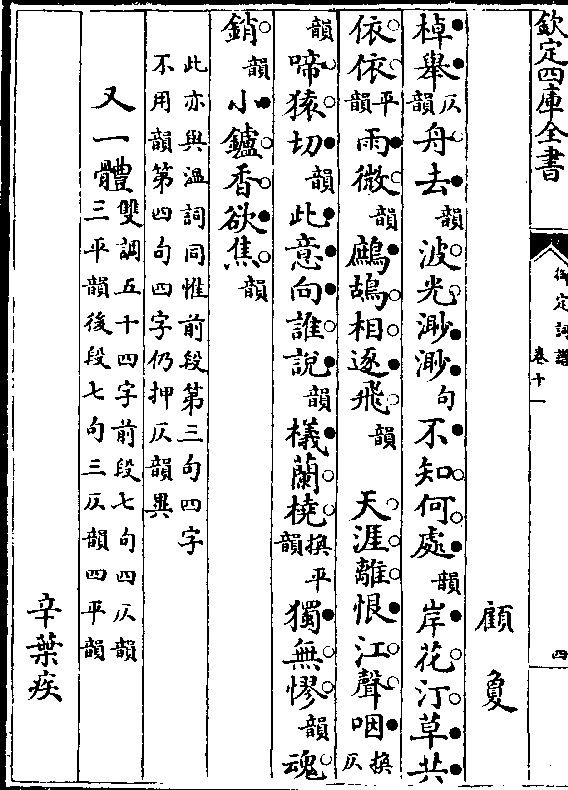 欽定四庫全書
御定詞譜
卷十一
四
顧敻
棹舉仄韻舟去韻波光渺渺句不知何處韻岸花汀草共
依依平韻雨微韻鷓鴣相逐飛韻　天涯離恨江聲咽換仄
韻啼猿切韻此意向誰說韻檥蘭橈換平韻獨無憀韻魂
銷韻小鑪香欲焦韻
此亦與温詞同惟前段第三句四字
不用韻第四句四字仍押仄韻異
又一體雙調五十四字前段七句四仄韻
三平韻後段七句三仄韻四平韻
辛棄疾